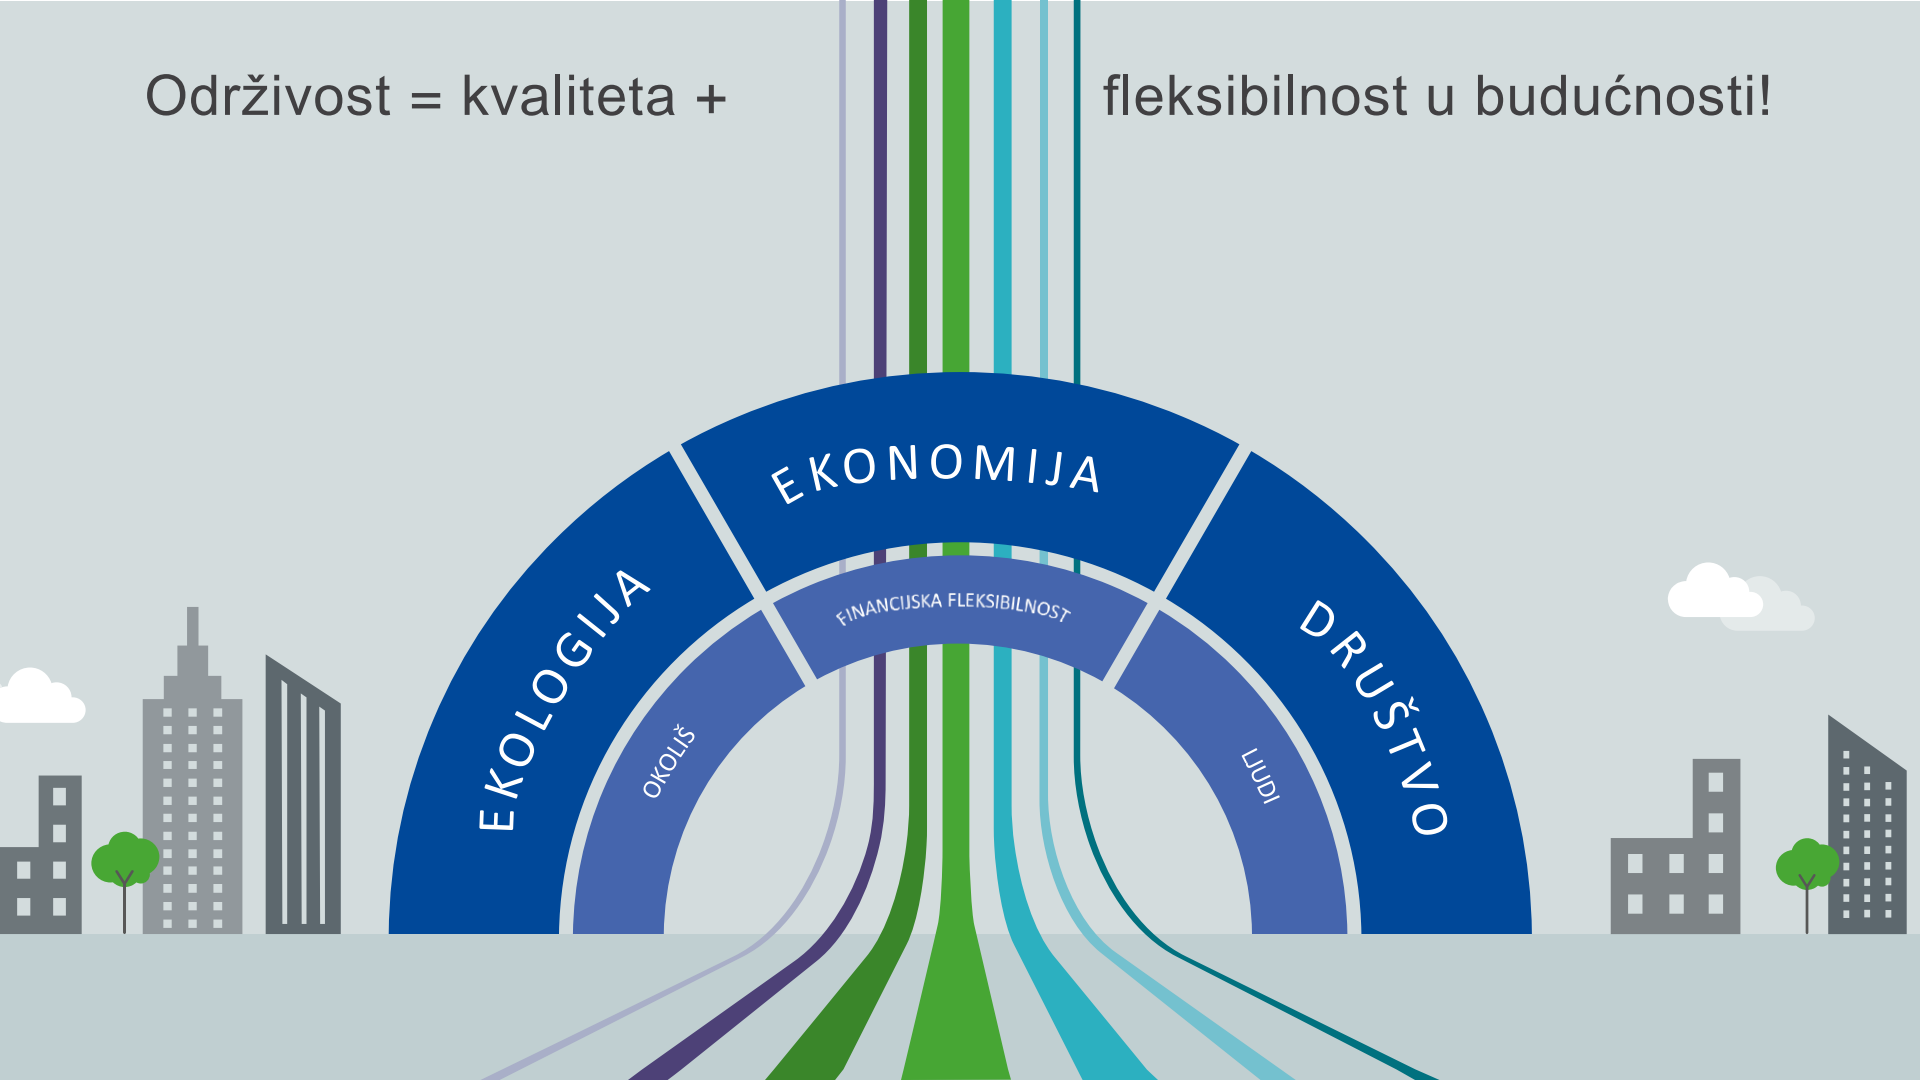 Održivost = kvaliteta + fleksibilnost u budućnosti!
EKONOMIJA
EKOLOGIJA
DRUŠTVO
FINANCIJSKA FLEKSIBILNOST
OKOLIŠ
LJUDI